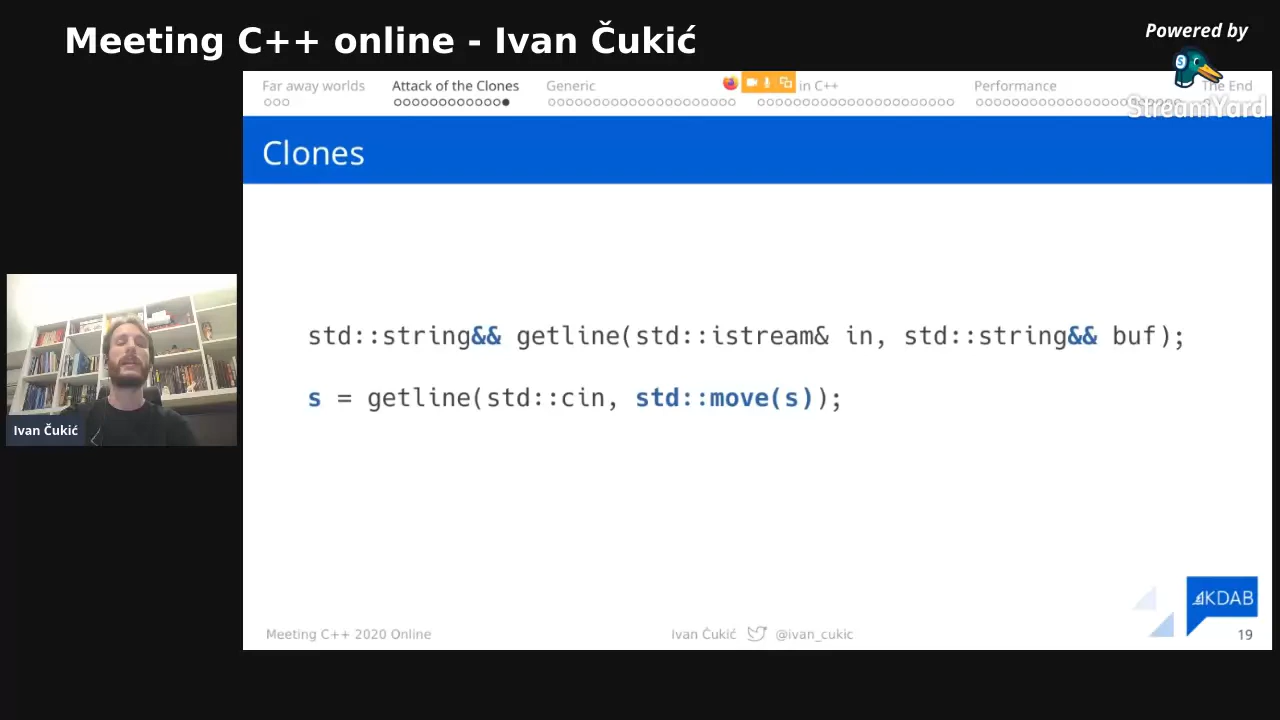 Meeting C++ online - Ivan Čukić
Powered by
StreamYard
Far away worlds
Attack of the Clones
Generic
in C++
Performance
The End
Clones
std::string&& getline(std::istream& in, std::string&& buf);
s = getline(std::cin, std::move(s));
Ivan Čukić
KDAB
Meeting C++ 2020 Online
Ivan Čukić
@ivan_cukic
19